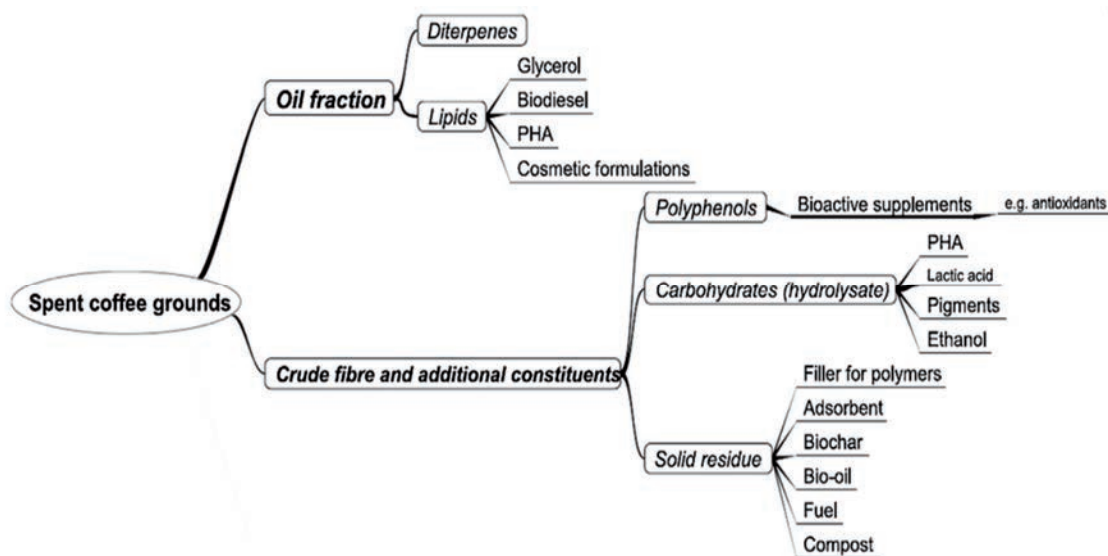 Diterpenes
Glycerol
Oil fraction
Biodiesel
Lipids
PHA
Cosmetic formulations
Polyphenols
Bioactive supplements
e.g. antioxidants
PHA
Spent coffee grounds
Carbohydrates (hydrolysate)
Lactic acid
Pigments
Ethanol
Crude fibre and additional constituents
Filler for polymers
Adsorbent
Biochar
Solid residue
Bio-oil
Fuel
Compost